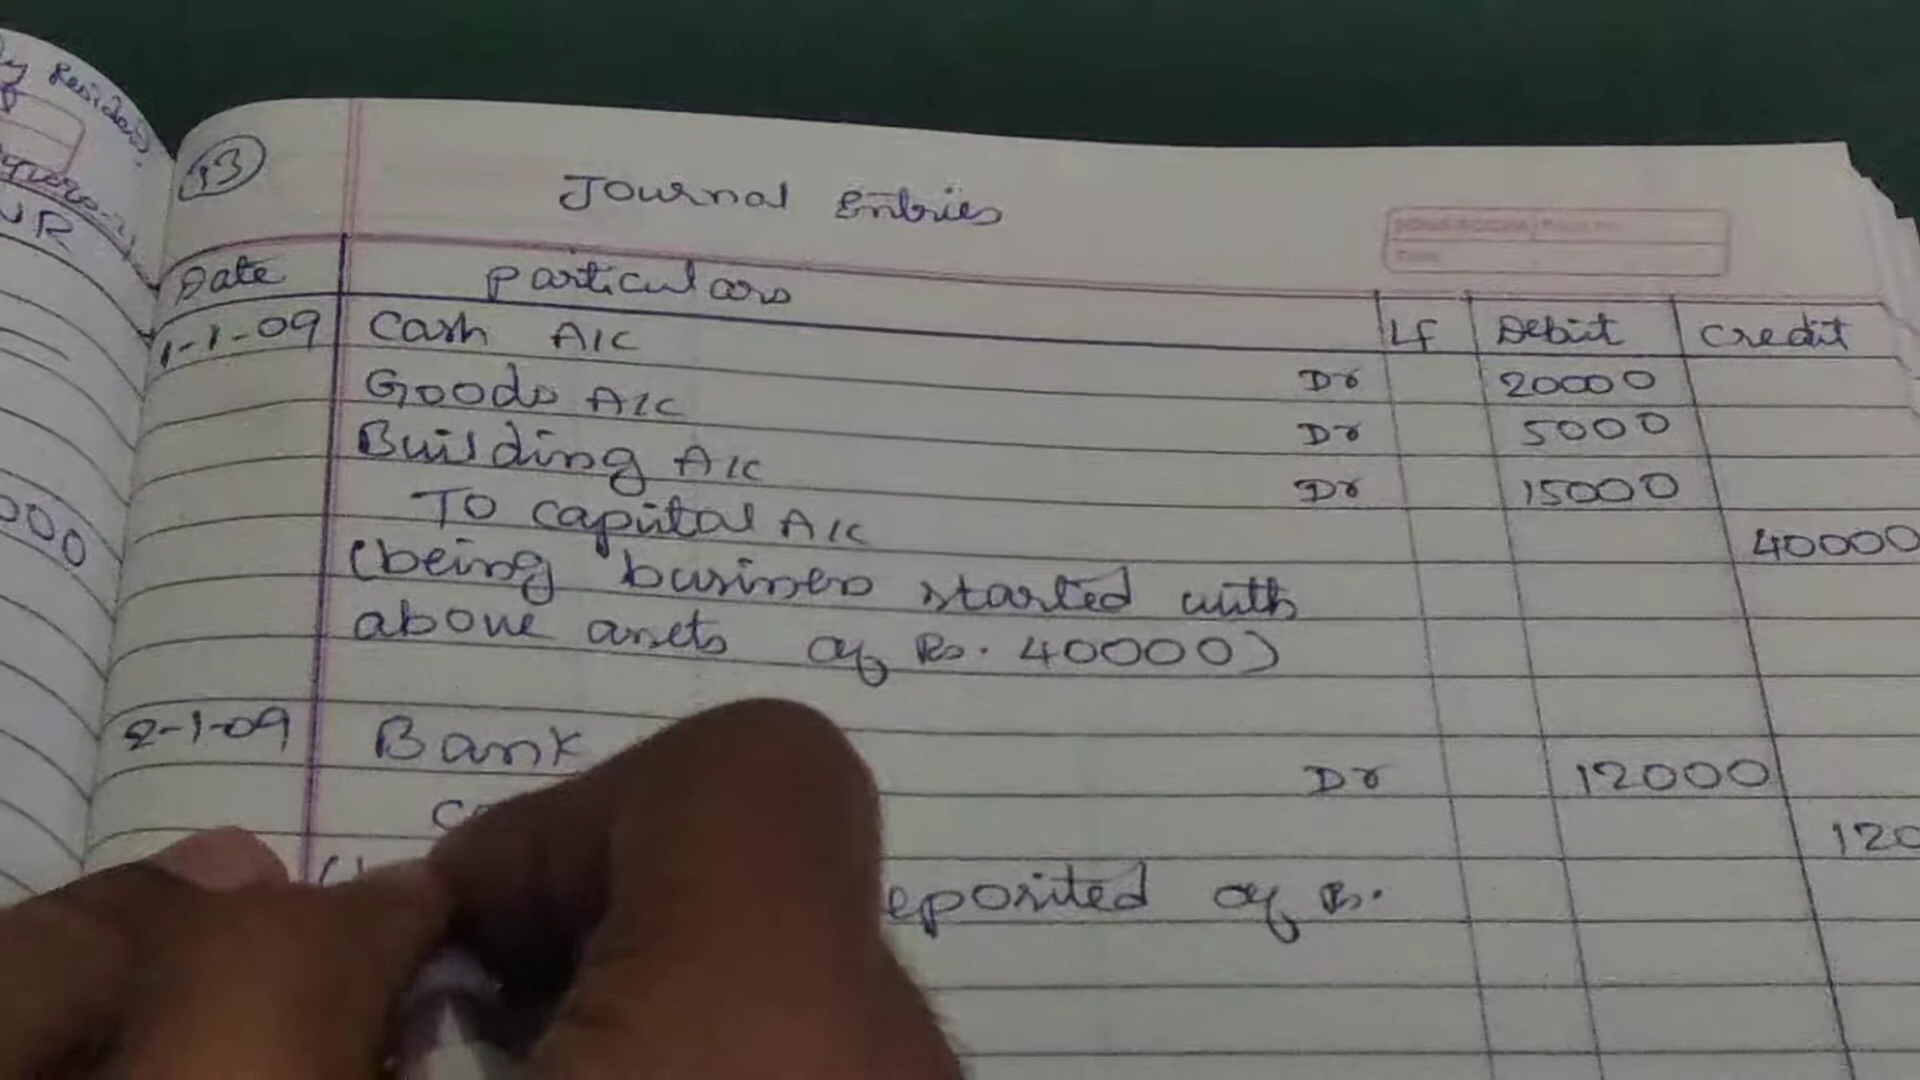 Journal Entries
Date Particulars LF Debit Credit
1-1-09 Cash A/C Dr 20000
Goods A/C Dr 5000
Building A/C Dr 15000
To capital A/C 40000
(being business started with
above assets of Rs. 40000)
2-1-09 Bank Dr 12000
eposited of Rs.
000